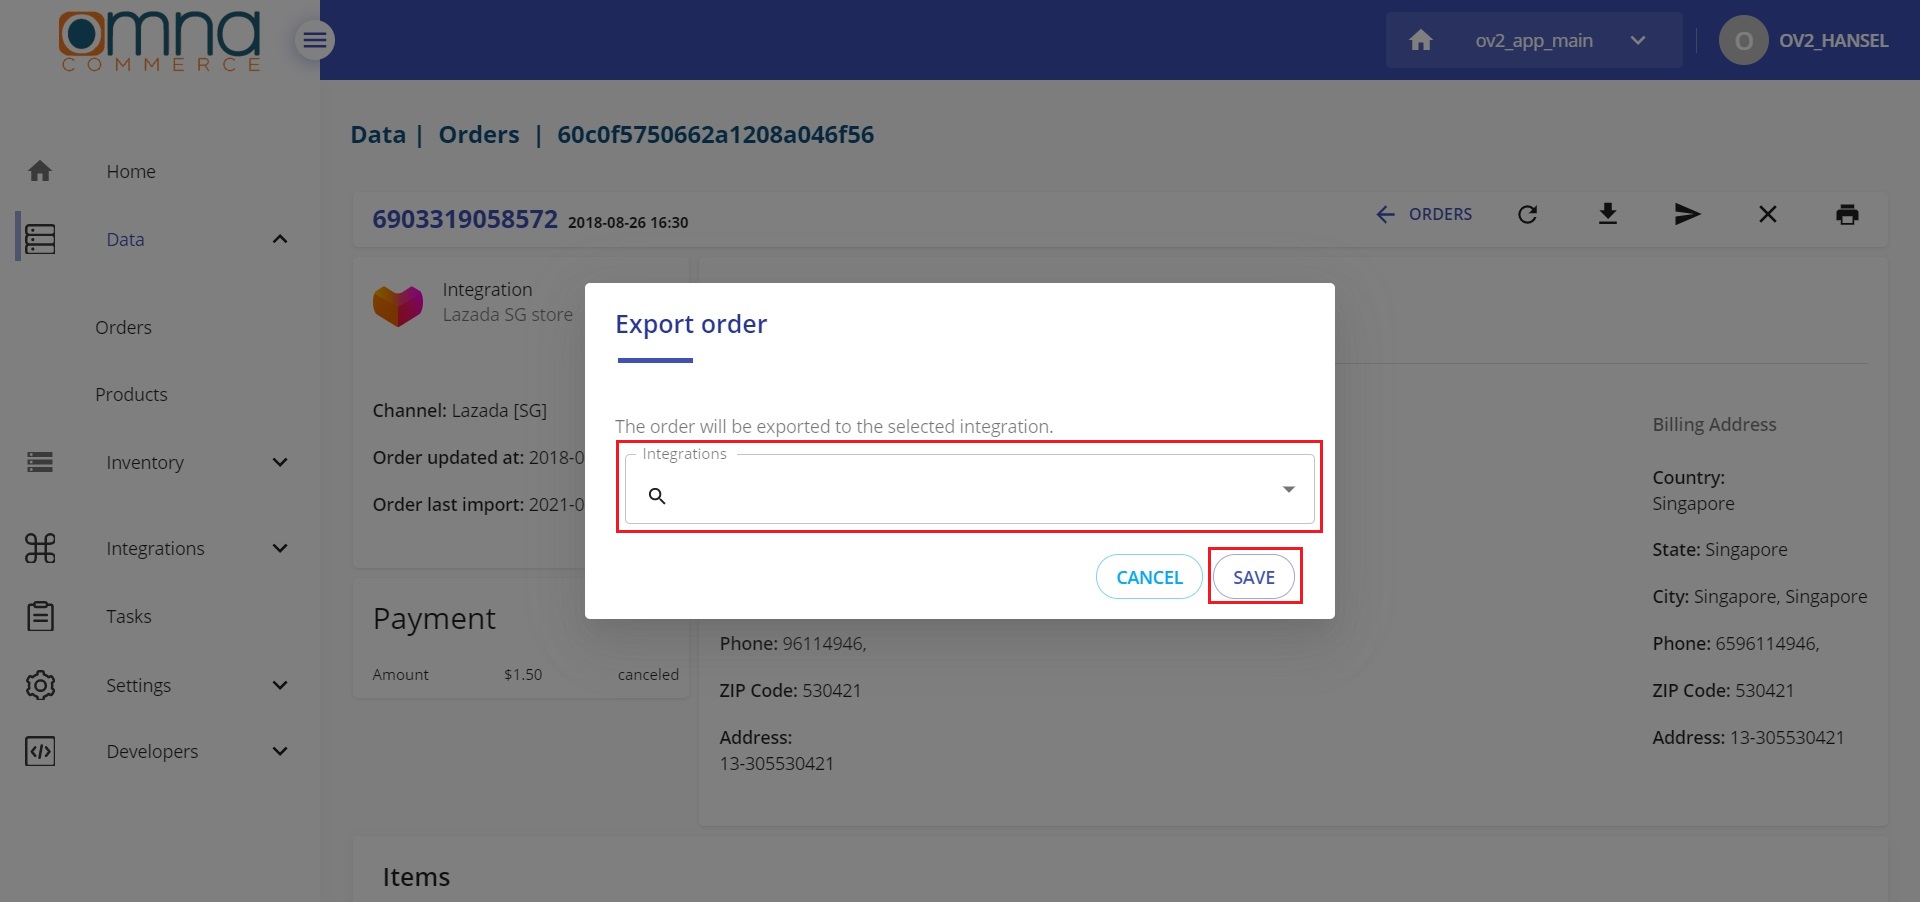 omna
COMMERCE
ov2_app_main
O
OV2_HANSEL
Data | Orders | 60c0f5750662a1208a046f56
Home
Data
Orders
Products
Inventory
Integrations
Tasks
Settings
Developers
6903319058572 2018-08-26 16:30
ORDERS
Integration
Lazada SG store
Channel: Lazada [SG]
Order updated at: 2018-0
Order last import: 2021-0
Payment
Amount $1.50 canceled
Export order
The order will be exported to the selected integration.
Integrations
CANCEL
SAVE
Phone: 96114946,
ZIP Code: 530421
Address:
13-305530421
Billing Address
Country:
Singapore
State: Singapore
City: Singapore, Singapore
Phone: 6596114946,
ZIP Code: 530421
Address: 13-305530421
Items